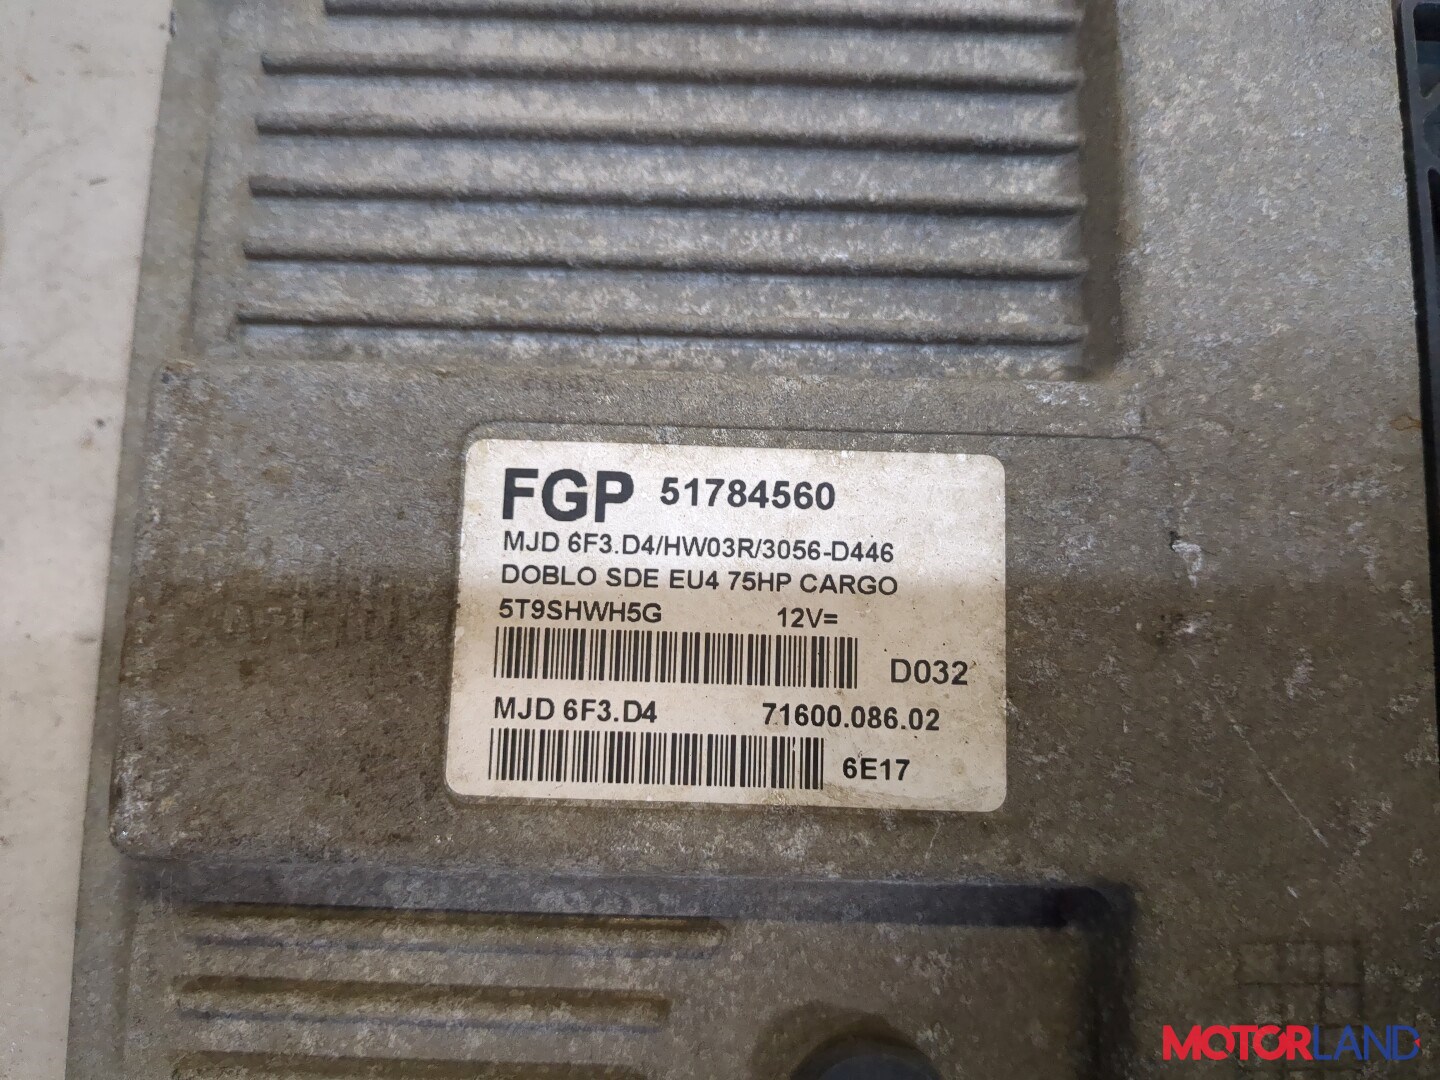 FGP 51784560
MJD 6F3.D4/HW03R/3056-D446
DOBLO SDE EU4 75HP CARGO
5T9SHWH5G 12V=
D032
MJD 6F3.D4 71600.086.02
6E17
MOTORLAND